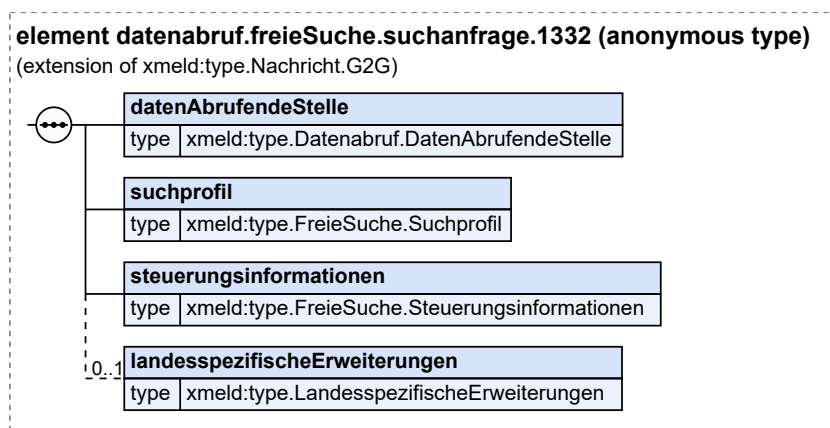 element datenabruf.freieSuche.suchanfrage.1332 (anonymous type)
(extension of xmeld:type.Nachricht.G2G)
datenAbrufendeStelle
type xmeld:type.Datenabruf.DatenAbrufendeStelle
suchprofil
type xmeld:type.FreieSuche.Suchprofil
steuerungsinformationen
type xmeld:type.FreieSuche.Steuerungsinformationen
0..1 landesspezifischeErweiterungen
type xmeld:type.LandesspezifischeErweiterungen